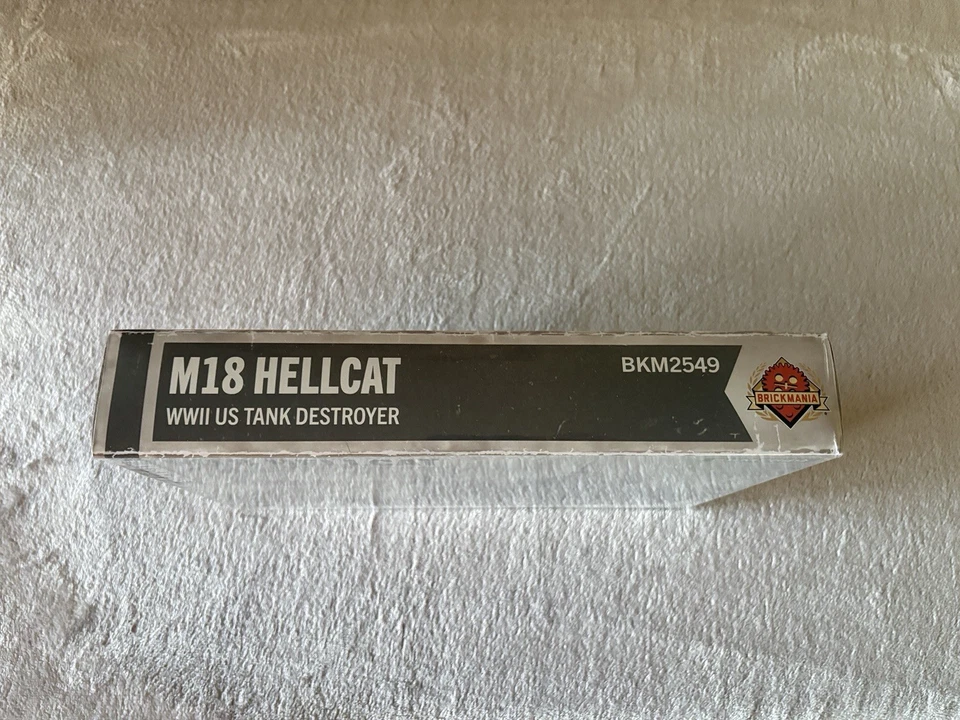 M18 HELLCAT
WWII US TANK DESTROYER
BKM2549
BRICKMANIA